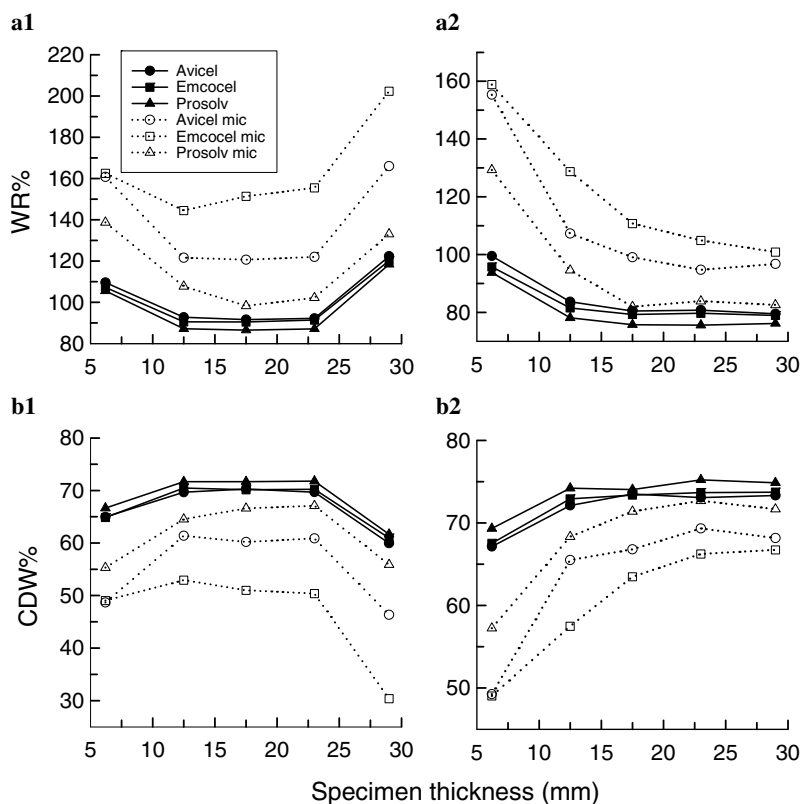 a1
a2
220
200
180
160
140
120
100
80
WR%
Avicel
Emcocel
Prosolv
Avicel mic
Emcocel mic
Prosolv mic
5 10 15 20 25 30
160
140
120
100
80
5 10 15 20 25 30
b1
b2
80
70
60
50
40
30
CDW%
5 10 15 20 25 30
80
70
60
50
5 10 15 20 25 30
Specimen thickness (mm)